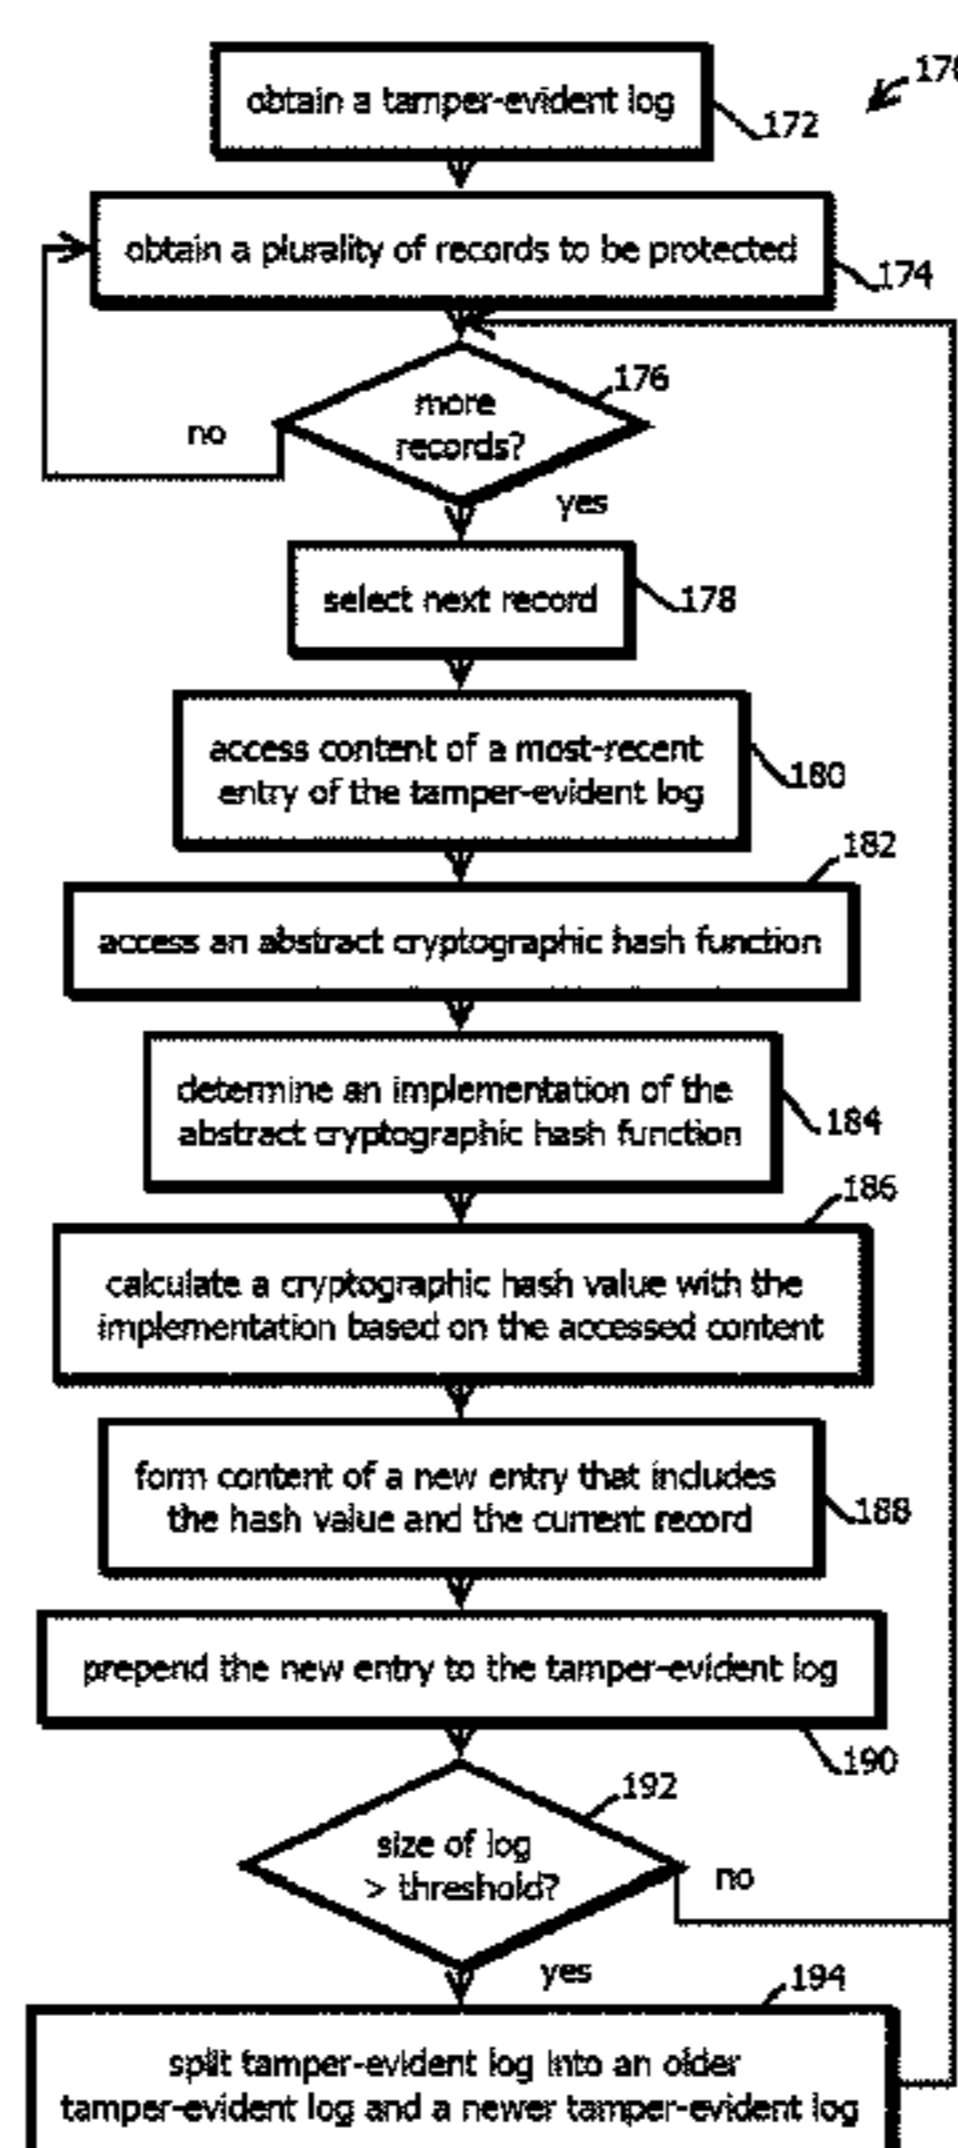 obtain a tamper-evident log
172
obtain a plurality of records to be protected
174
more
records?
176
no
yes
select next record
178
access content of a most-recent
entry of the tamper-evident log
180
182
access an abstract cryptographic hash function
determine an implementation of the
abstract cryptographic hash function
184
186
calculate a cryptographic hash value with the
implementation based on the accessed content
form content of a new entry that includes
the hash value and the current record
188
prepend the new entry to the tamper-evident log
190
192
size of log
> threshold?
no
yes
194
split tamper-evident log into an older
tamper-evident log and a newer tamper-evident log